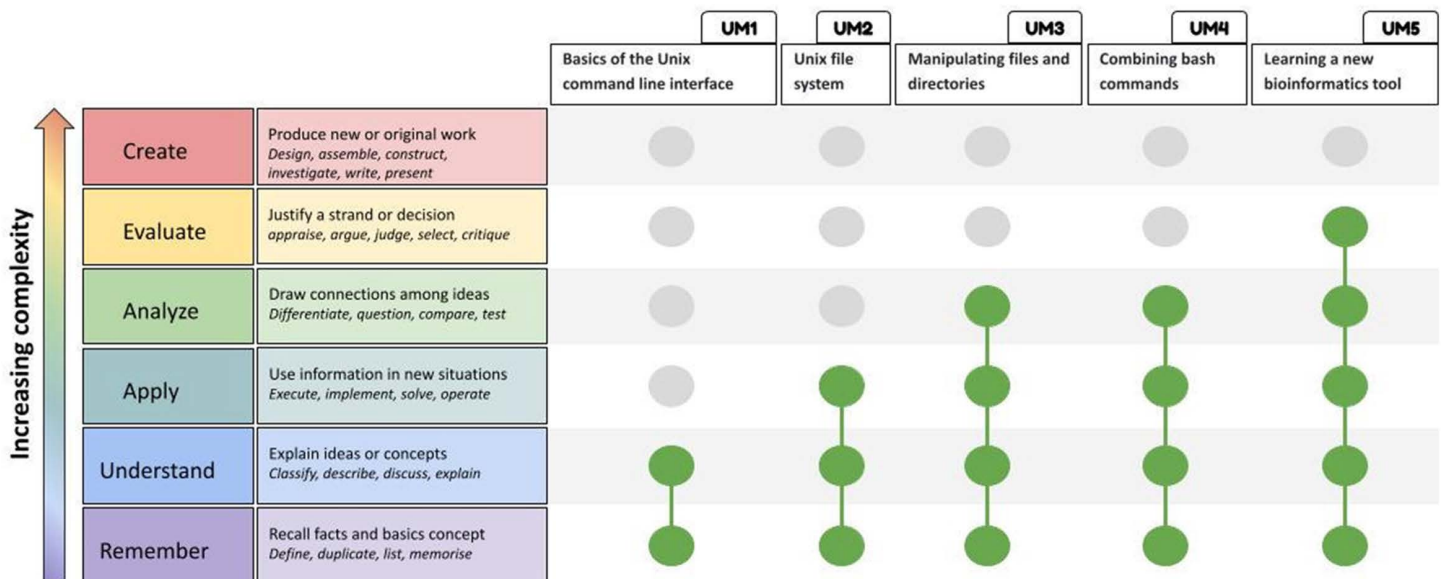 UM1
UM2
UM3
UM4
UM5
Basics of the Unix
command line interface
Unix file
system
Manipulating files and
directories
Combining bash
commands
Learning a new
bioinformatics tool
Increasing complexity
Create
Produce new or original work
Design, assemble, construct,
investigate, write, present
Evaluate
Justify a strand or decision
appraise, argue, judge, select, critique
Analyze
Draw connections among ideas
Differentiate, question, compare, test
Apply
Use information in new situations
Execute, implement, solve, operate
Understand
Explain ideas or concepts
Classify, describe, discuss, explain
Remember
Recall facts and basics concept
Define, duplicate, list, memorise